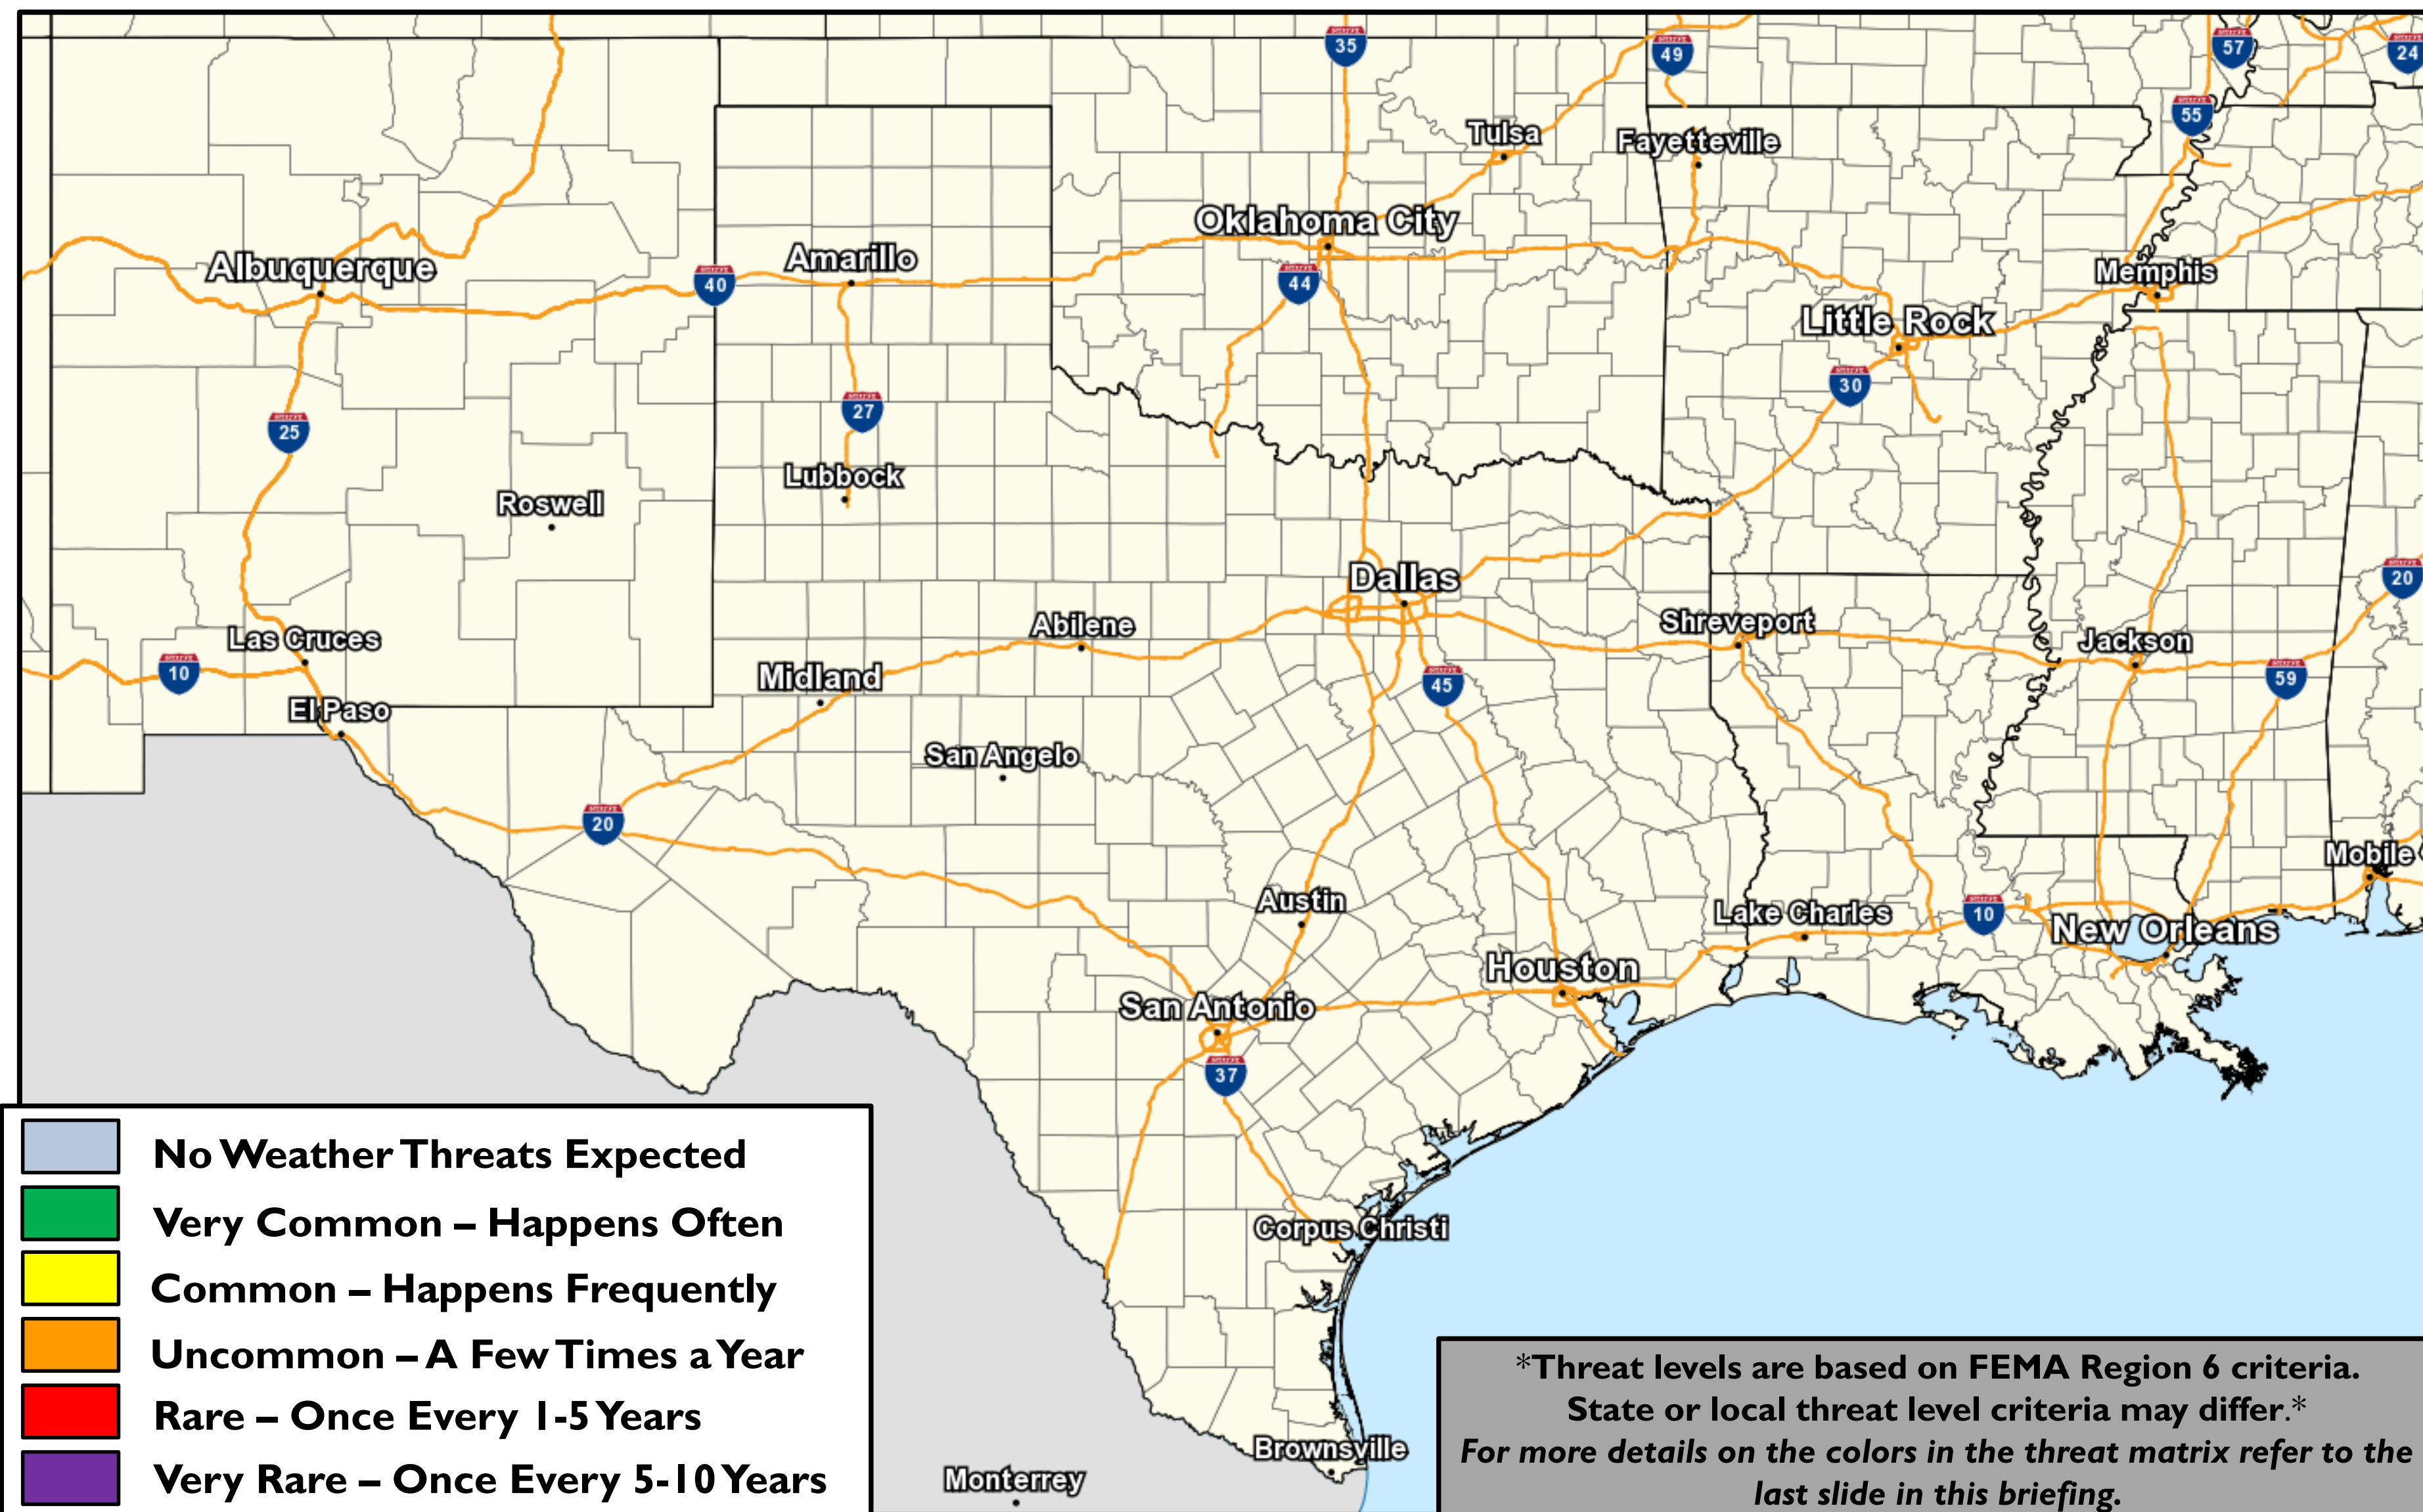 35
49
57
24
55
Tulsa
Fayetteville
Oklahoma City
Albuquerque
Amarillo
40
44
Memphis
Little Rock
30
27
25
Lubbock
Roswell
Dallas
20
Abilene
Shreveport
Las Cruces
Jackson
10
Midland
45
59
El Paso
San Angelo
20
Mobile
Austin
Lake Charles
10
New Orleans
Houston
San Antonio
37
Corpus Christi
Brownsville
Monterrey
No Weather Threats Expected
Very Common – Happens Often
Common – Happens Frequently
Uncommon – A Few Times a Year
Rare – Once Every 1-5 Years
Very Rare – Once Every 5-10 Years
*Threat levels are based on FEMA Region 6 criteria.
State or local threat level criteria may differ.*
For more details on the colors in the threat matrix refer to the
last slide in this briefing.